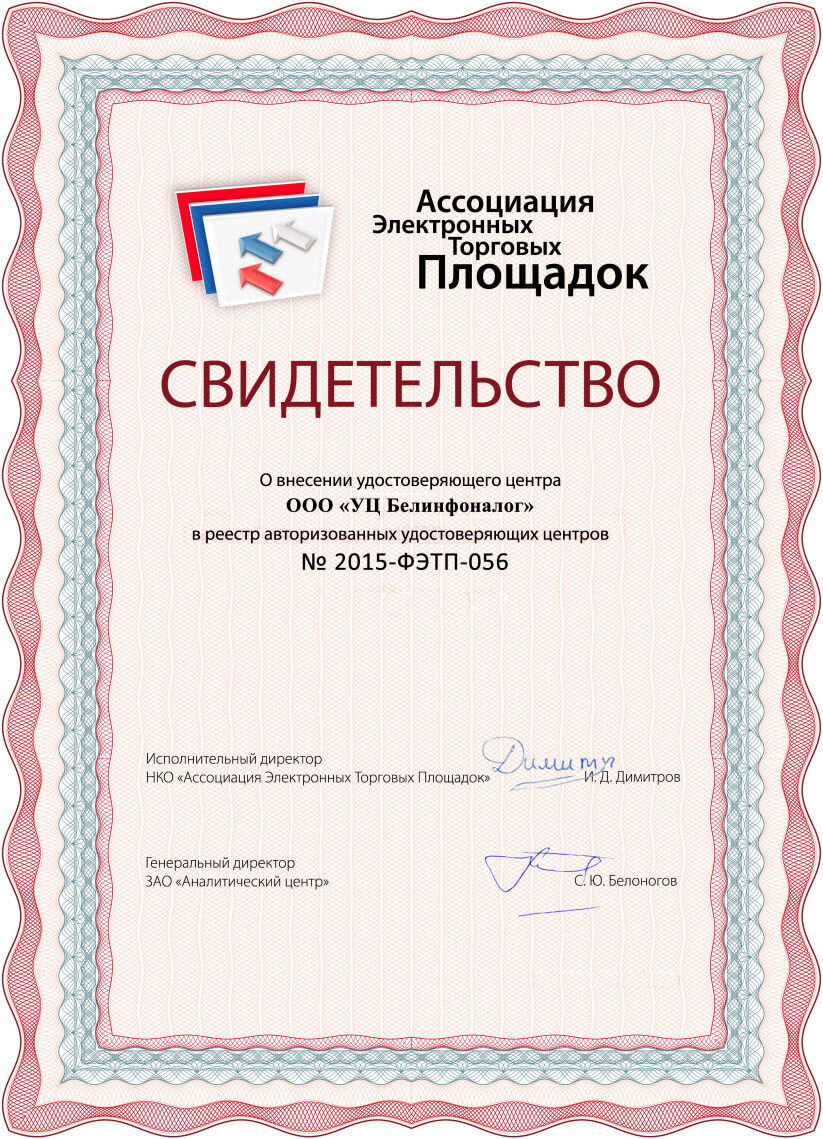 Ассоциация
Электронных
Торговых
Площадок
СВИДЕТЕЛЬСТВО
О внесении удостоверяющего центра
ООО «УЦ Белинфоналог»
в реестр авторизованных удостоверяющих центров
№ 2015-ФЭТП-056
Исполнительный директор
НКО «Ассоциация Электронных Торговых Площадок»
И. Д. Димитров
Генеральный директор
ЗАО «Аналитический центр»
С. Ю. Белоногов